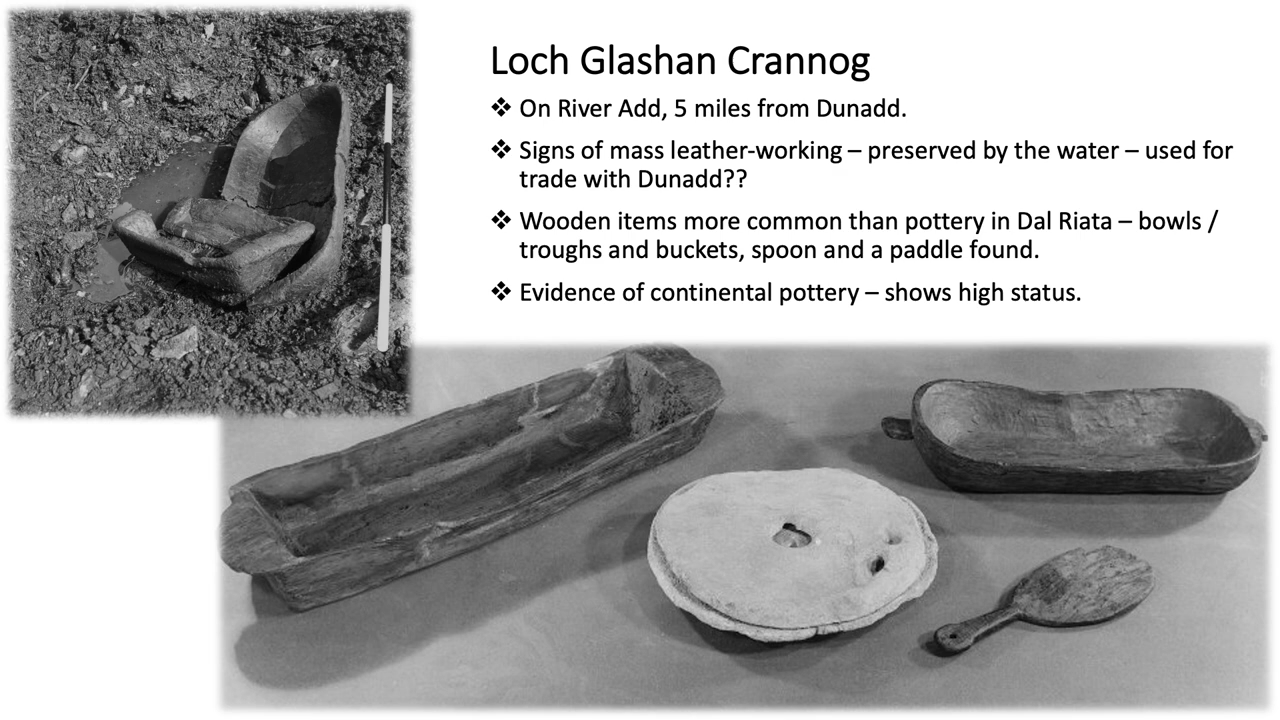 Loch Glashan Crannog
❖ On River Add, 5 miles from Dunadd.
❖ Signs of mass leather-working – preserved by the water – used for
trade with Dunadd??
❖ Wooden items more common than pottery in Dal Riata – bowls /
troughs and buckets, spoon and a paddle found.
❖ Evidence of continental pottery – shows high status.